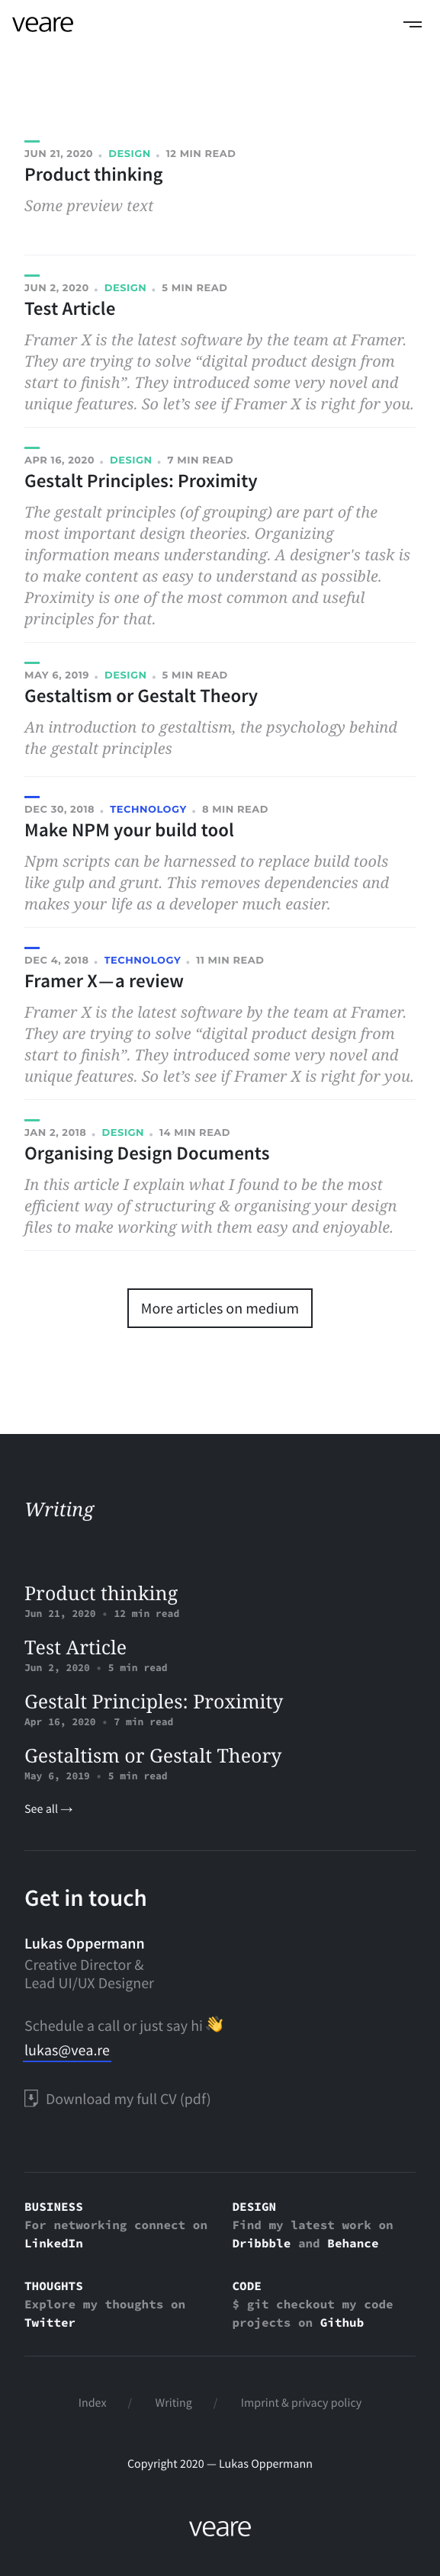 veare
JUN 21, 2020 • DESIGN • 12 MIN READ
Product thinking
Some preview text
JUN 2, 2020 • DESIGN • 5 MIN READ
Test Article
Framer X is the latest software by the team at Framer.
They are trying to solve “digital product design from
start to finish”. They introduced some very novel and
unique features. So let’s see if Framer X is right for you.
APR 16, 2020 • DESIGN • 7 MIN READ
Gestalt Principles: Proximity
The gestalt principles (of grouping) are part of the
most important design theories. Organizing
information means understanding. A designer's task is
to make content as easy to understand as possible.
Proximity is one of the most common and useful
principles for that.
MAY 6, 2019 • DESIGN • 5 MIN READ
Gestaltism or Gestalt Theory
An introduction to gestaltism, the psychology behind
the gestalt principles
DEC 30, 2018 • TECHNOLOGY • 8 MIN READ
Make NPM your build tool
Npm scripts can be harnessed to replace build tools
like gulp and grunt. This removes dependencies and
makes your life as a developer much easier.
DEC 4, 2018 • TECHNOLOGY • 11 MIN READ
Framer X — a review
Framer X is the latest software by the team at Framer.
They are trying to solve “digital product design from
start to finish”. They introduced some very novel and
unique features. So let’s see if Framer X is right for you.
JAN 2, 2018 • DESIGN • 14 MIN READ
Organising Design Documents
In this article I explain what I found to be the most
efficient way of structuring & organising your design
files to make working with them easy and enjoyable.
More articles on medium
Writing
Product thinking
Jun 21, 2020 • 12 min read
Test Article
Jun 2, 2020 • 5 min read
Gestalt Principles: Proximity
Apr 16, 2020 • 7 min read
Gestaltism or Gestalt Theory
May 6, 2019 • 5 min read
See all →
Get in touch
Lukas Oppermann
Creative Director &
Lead UI/UX Designer
Schedule a call or just say hi 👋
lukas@vea.re
Download my full CV (pdf)
BUSINESS
For networking connect on
LinkedIn
DESIGN
Find my latest work on
Dribbble and Behance
THOUGHTS
Explore my thoughts on
Twitter
CODE
$ git checkout my code
projects on Github
Index / Writing / Imprint & privacy policy
Copyright 2020 — Lukas Oppermann
veare